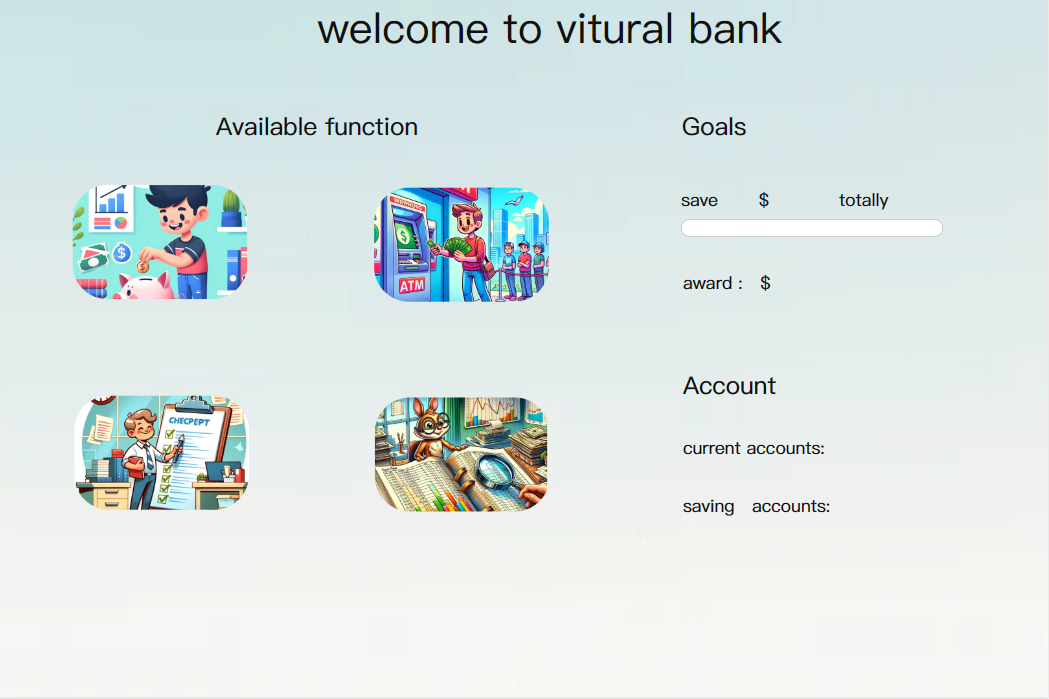 welcome to vitural bank
Available function
Goals
save $ totally
award : $
ATM
CHECPEPT
Account
current accounts:
saving accounts: